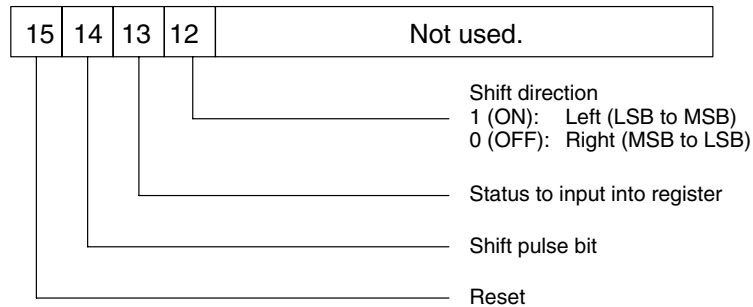 15 14 13 12 Not used.
Shift direction
1 (ON): Left (LSB to MSB)
0 (OFF): Right (MSB to LSB)
Status to input into register
Shift pulse bit
Reset